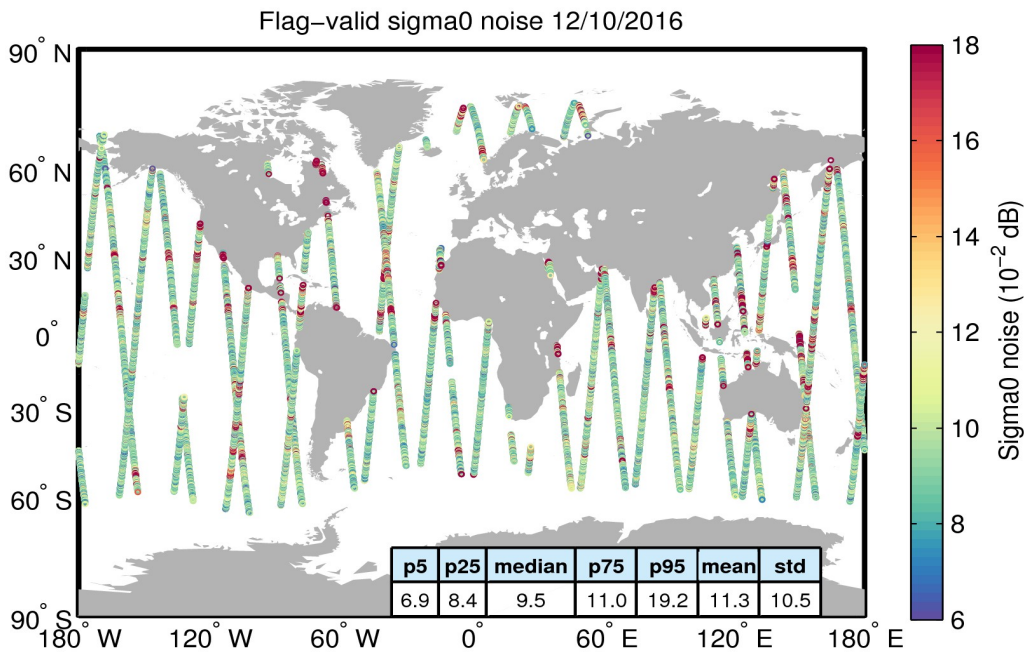 Flag−valid sigma0 noise 12/10/2016
90° N
60° N
30° N
0°
30° S
60° S
90° S
180° W
120° W
60° W
0°
60° E
120° E
180° E
18
16
14
12
10
8
6
Sigma0 noise (10⁻² dB)
p5 p25 median p75 p95 mean std
6.9 8.4 9.5 11.0 19.2 11.3 10.5